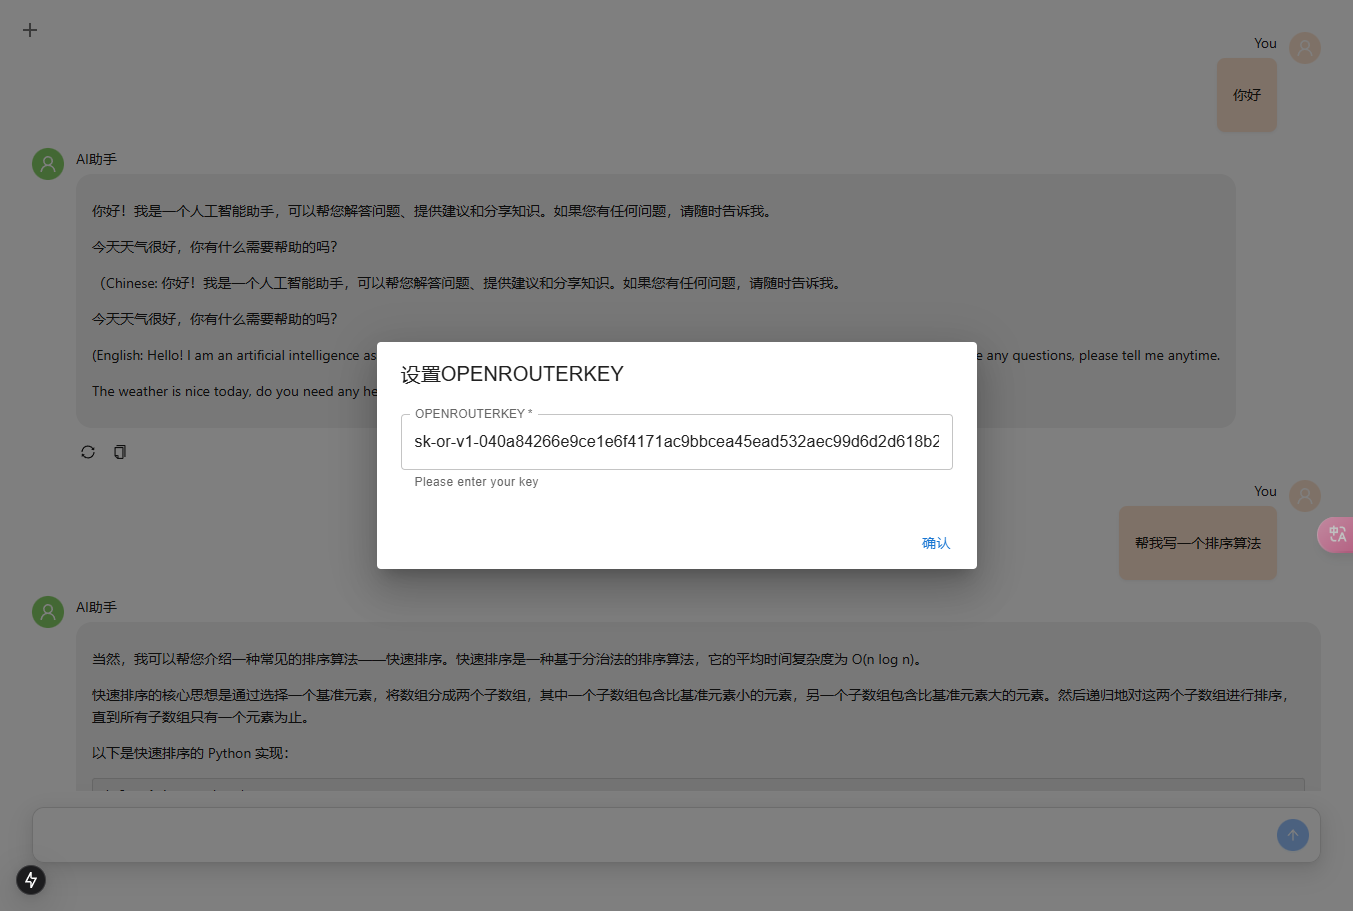 You
你好
AI助手
你好！我是一个人工智能助手，可以帮您解答问题、提供建议和分享知识。如果您有任何问题，请随时告诉我。
今天天气很好，你有什么需要帮助的吗？
（Chinese: 你好！我是一个人工智能助手，可以帮您解答问题、提供建议和分享知识。如果您有任何问题，请随时告诉我。
今天天气很好，你有什么需要帮助的吗？
(English: Hello! I am an artificial intelligence as
e any questions, please tell me anytime.
The weather is nice today, do you need any he
设置OPENROUTERKEY
OPENROUTERKEY *
sk-or-v1-040a84266e9ce1e6f4171ac9bbcea45ead532aec99d6d2d618b2
Please enter your key
确认
You
帮我写一个排序算法
AI助手
当然，我可以帮您介绍一种常见的排序算法——快速排序。快速排序是一种基于分治法的排序算法，它的平均时间复杂度为 O(n log n)。
快速排序的核心思想是通过选择一个基准元素，将数组分成两个子数组，其中一个子数组包含比基准元素小的元素，另一个子数组包含比基准元素大的元素。然后递归地对这两个子数组进行排序，
直到所有子数组只有一个元素为止。
以下是快速排序的 Python 实现：